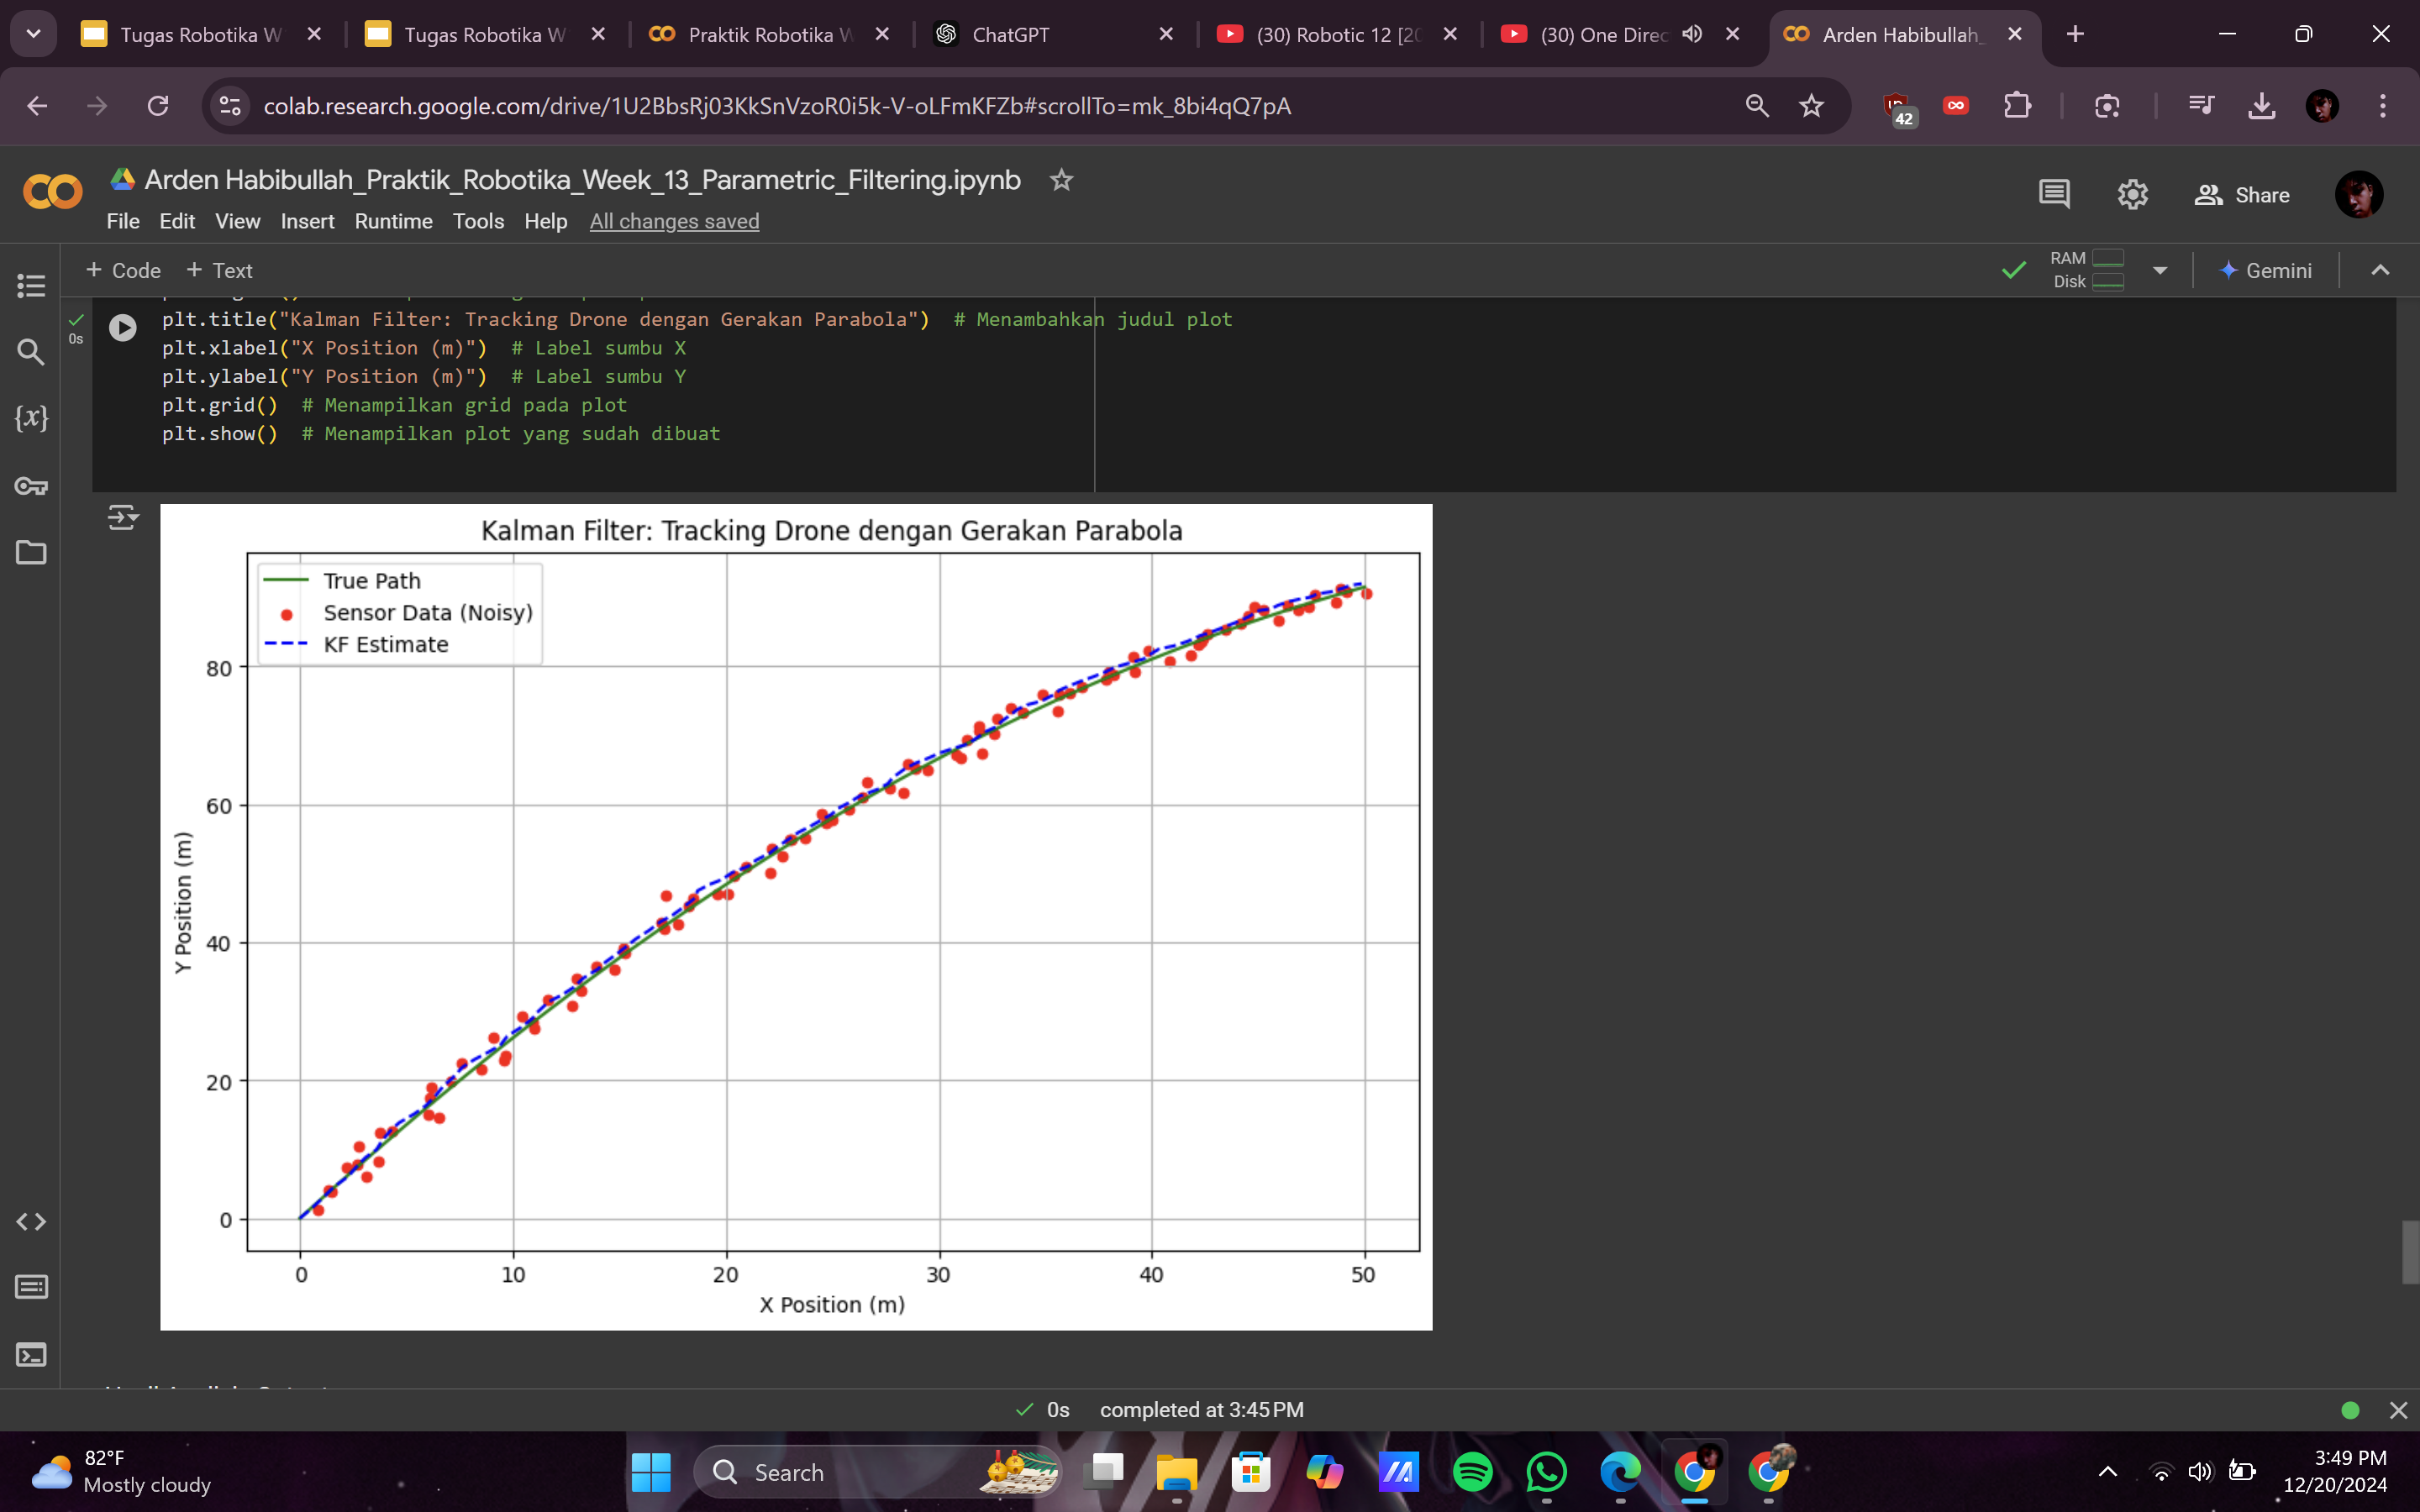 Tugas Robotika W
Tugas Robotika W
Praktik Robotika W
ChatGPT
(30) Robotic 12 [20
(30) One Direc
Arden Habibullah_
colab.research.google.com/drive/1U2BbsRj03KkSnVzoR0i5k-V-oLFmKFZb#scrollTo=mk_8bi4qQ7pA
42
Arden Habibullah_Praktik_Robotika_Week_13_Parametric_Filtering.ipynb
Share
File Edit View Insert Runtime Tools Help All changes saved
+ Code + Text
RAM
Disk
Gemini
0s
plt.title("Kalman Filter: Tracking Drone dengan Gerakan Parabola")  # Menambahkan judul plot
plt.xlabel("X Position (m)")  # Label sumbu X
plt.ylabel("Y Position (m)")  # Label sumbu Y
plt.grid()  # Menampilkan grid pada plot
plt.show()  # Menampilkan plot yang sudah dibuat
{x}
Kalman Filter: Tracking Drone dengan Gerakan Parabola
True Path
Sensor Data (Noisy)
KF Estimate
80
60
40
20
0
Y Position (m)
0 10 20 30 40 50
X Position (m)
0s completed at 3:45 PM
82°F
Mostly cloudy
Search
3:49 PM
12/20/2024